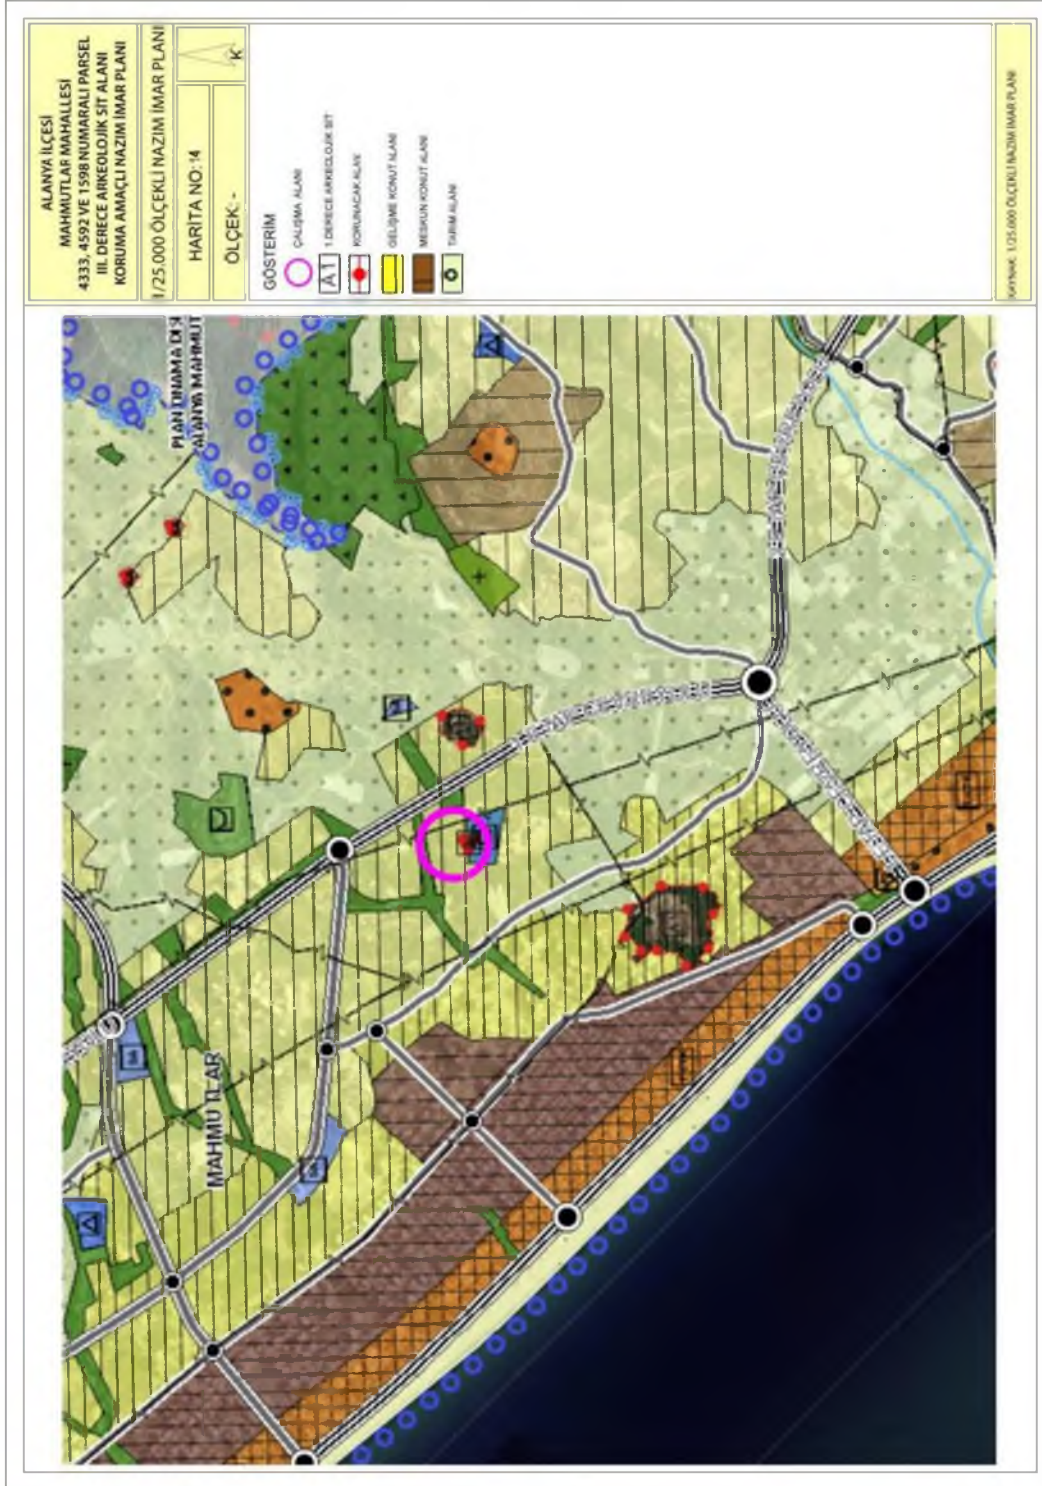 ALANYA İLÇESİ
MAHMUTLAR MAHALLESİ
4333, 4592 VE 1598 NUMARALI PARSEL
III. DERECE ARKEOLOJİK SİT ALANI
KORUMA AMAÇLI NAZIM İMAR PLANI
1/25.000 ÖLÇEKLİ NAZIM İMAR PLANI
HARİTA NO: 14
K
ÖLÇEK: -
GÖSTERİM
ÇALIŞMA ALANI
A1 1.DERECE ARKEOLOJİK SİT
KORUNACAK ALAN
GELİŞME KONUT ALANI
MESKUN KONUT ALANI
TARIM ALANI
KAYNAK: 1/25.000 ÖLÇEKLİ NAZIM İMAR PLANI
ALANYA MAHMUT
MAHMUTLAR